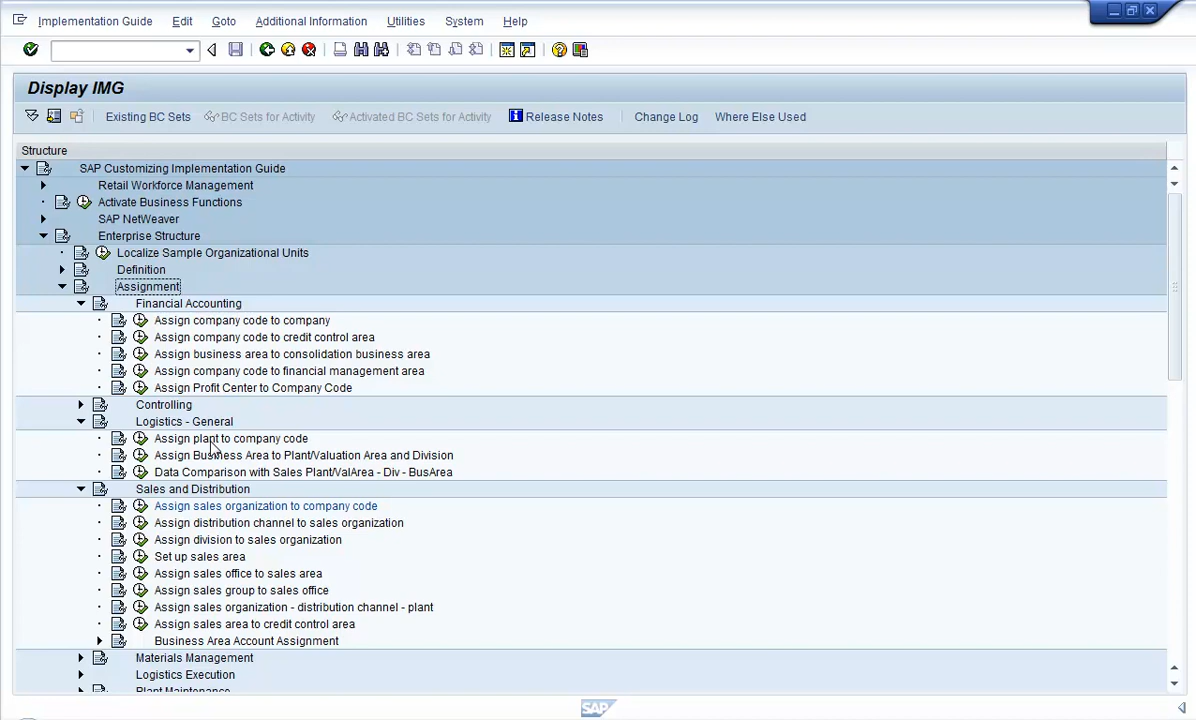 Implementation Guide Edit Goto Additional Information Utilities System Help
Display IMG
Existing BC Sets BC Sets for Activity Activated BC Sets for Activity Release Notes Change Log Where Else Used
Structure
SAP Customizing Implementation Guide
Retail Workforce Management
Activate Business Functions
SAP NetWeaver
Enterprise Structure
Localize Sample Organizational Units
Definition
Assignment
Financial Accounting
Assign company code to company
Assign company code to credit control area
Assign business area to consolidation business area
Assign company code to financial management area
Assign Profit Center to Company Code
Controlling
Logistics - General
Assign plant to company code
Assign Business Area to Plant/Valuation Area and Division
Data Comparison with Sales Plant/ValArea - Div - BusArea
Sales and Distribution
Assign sales organization to company code
Assign distribution channel to sales organization
Assign division to sales organization
Set up sales area
Assign sales office to sales area
Assign sales group to sales office
Assign sales organization - distribution channel - plant
Assign sales area to credit control area
Business Area Account Assignment
Materials Management
Logistics Execution
Plant Maintenance
SAP